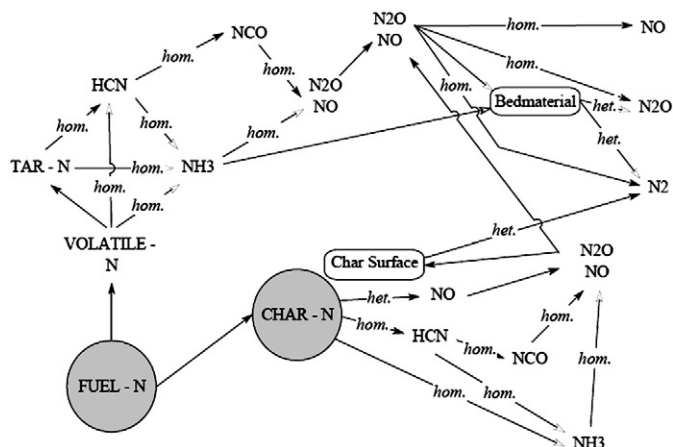 N2O
NO
hom.
NO
NCO
hom.
hom.
hom.
hom.
HCN
N2O
NO
Bedmaterial
het.
N2O
hom.
hom.
hom.
het.
TAR - N
hom.
NH3
N2
hom.
hom.
VOLATILE -
N
het.
Char Surface
N2O
NO
het.
NO
CHAR - N
hom.
HCN
hom.
hom.
NCO
hom.
FUEL - N
hom.
hom.
NH3